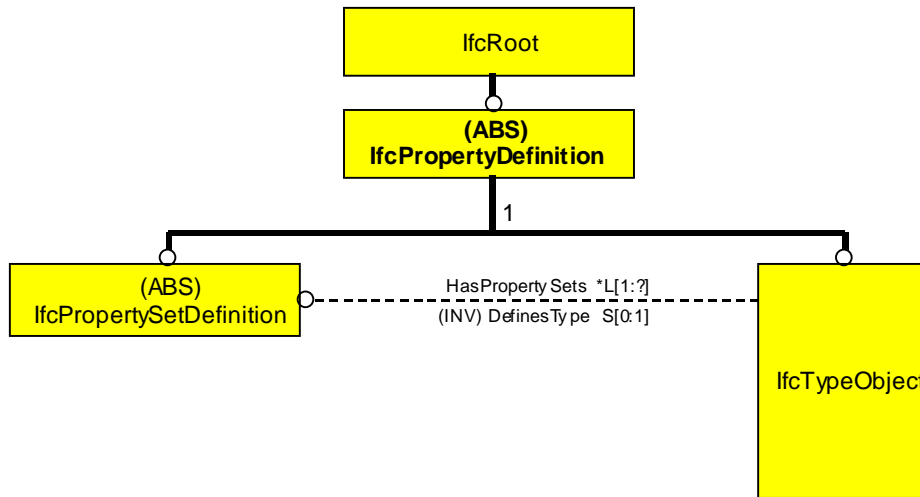 IfcRoot
(ABS)
IfcPropertyDefinition
1
(ABS)
IfcPropertySetDefinition
HasPropertySets *L[1:?]
(INV) DefinesType S[0:1]
IfcTypeObject